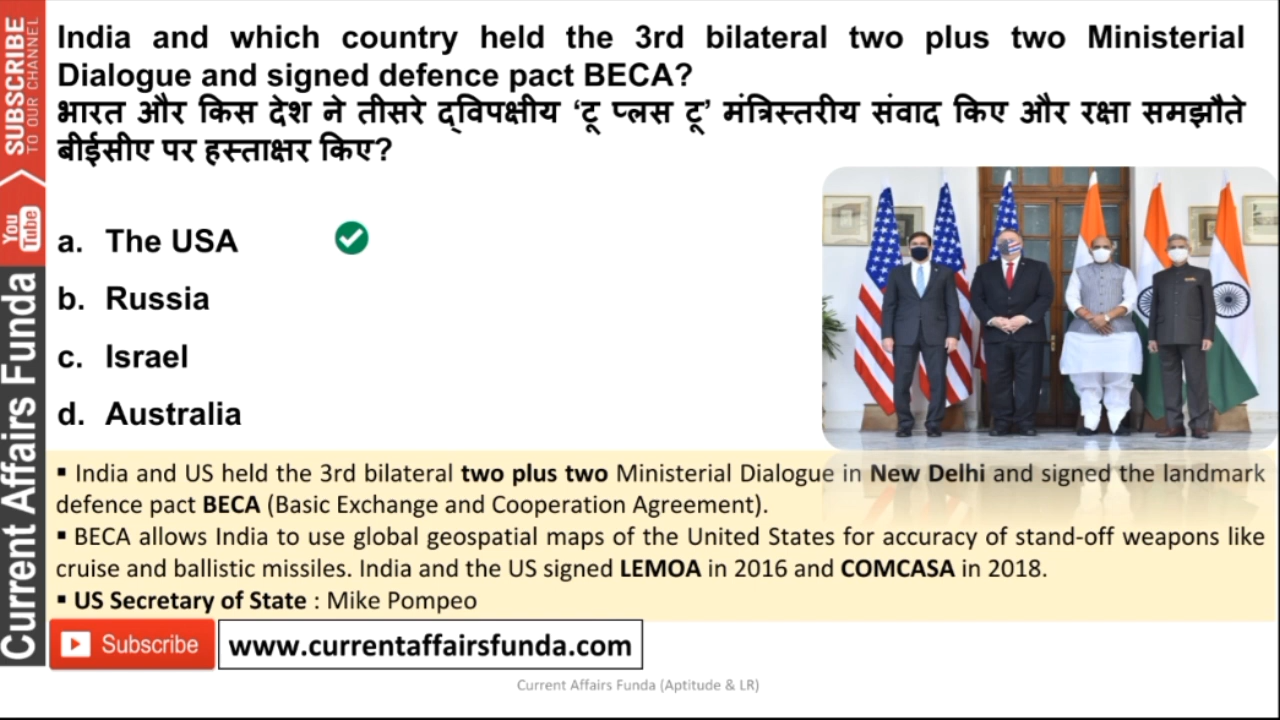 India and which country held the 3rd bilateral two plus two Ministerial
Dialogue and signed defence pact BECA?
भारत और किस देश ने तीसरे द्विपक्षीय ‘टू प्लस टू’ मंत्रिस्तरीय संवाद किए और रक्षा समझौते
बीईसीए पर हस्ताक्षर किए?
a. The USA
b. Russia
c. Israel
d. Australia
▪ India and US held the 3rd bilateral two plus two Ministerial Dialogue in New Delhi and signed the landmark
defence pact BECA (Basic Exchange and Cooperation Agreement).
▪ BECA allows India to use global geospatial maps of the United States for accuracy of stand-off weapons like
cruise and ballistic missiles. India and the US signed LEMOA in 2016 and COMCASA in 2018.
▪ US Secretary of State : Mike Pompeo
Subscribe
www.currentaffairsfunda.com
Current Affairs Funda (Aptitude & LR)
SUBSCRIBE
TO OUR CHANNEL
You
Tube
Current Affairs Funda